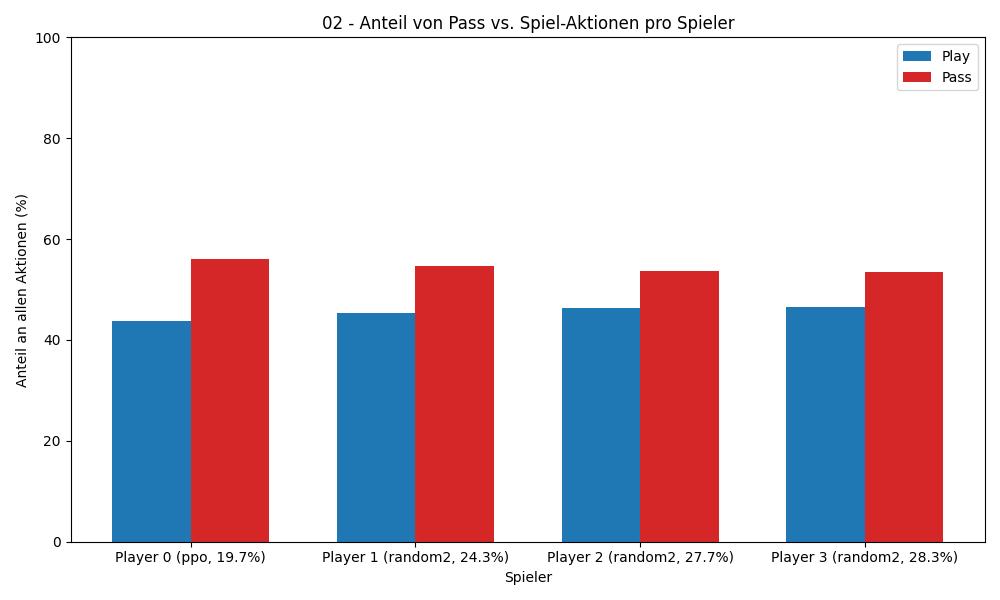 02 - Anteil von Pass vs. Spiel-Aktionen pro Spieler
Play
Pass
Anteil an allen Aktionen (%)
100
80
60
40
20
0
Player 0 (ppo, 19.7%)
Player 1 (random2, 24.3%)
Player 2 (random2, 27.7%)
Player 3 (random2, 28.3%)
Spieler